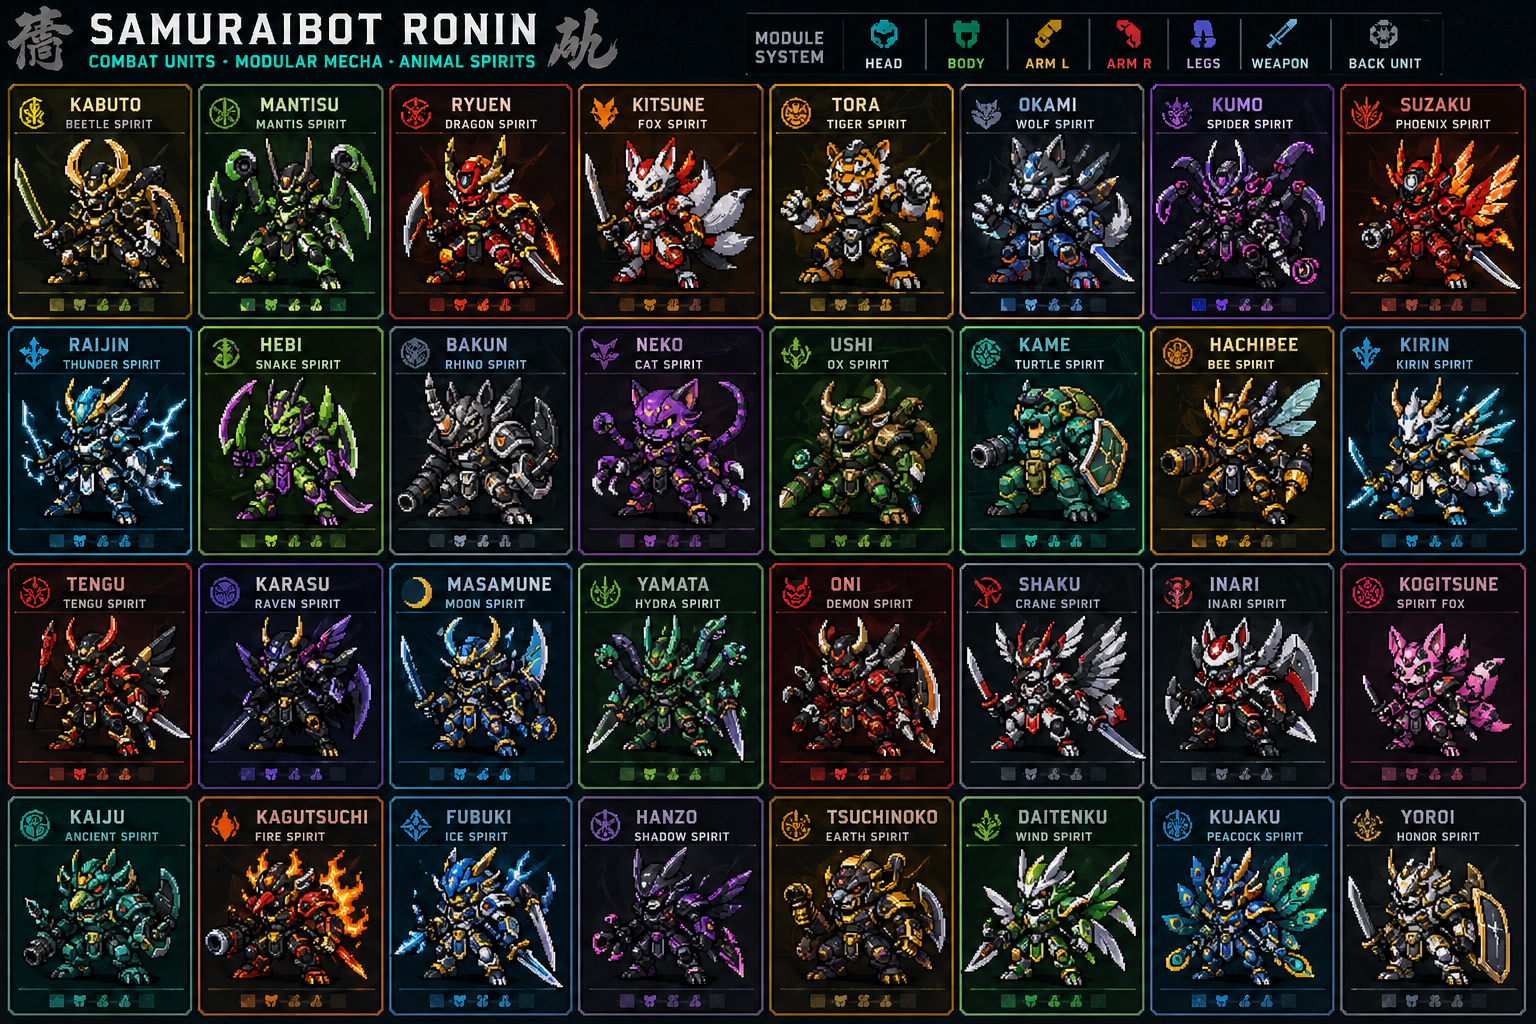 SAMURAIBOT RONIN
COMBAT UNITS · MODULAR MECHA · ANIMAL SPIRITS
MODULE SYSTEM
HEAD
BODY
ARM L
ARM R
LEGS
WEAPON
BACK UNIT
KABUTO
BEETLE SPIRIT
MANTISU
MANTIS SPIRIT
RYUEN
DRAGON SPIRIT
KITSUNE
FOX SPIRIT
TORA
TIGER SPIRIT
OKAMI
WOLF SPIRIT
KUMO
SPIDER SPIRIT
SUZAKU
PHOENIX SPIRIT
RAIJIN
THUNDER SPIRIT
HEBI
SNAKE SPIRIT
BAKUN
RHINO SPIRIT
NEKO
CAT SPIRIT
USHI
OX SPIRIT
KAME
TURTLE SPIRIT
HACHIBEE
BEE SPIRIT
KIRIN
KIRIN SPIRIT
TENGU
TENGU SPIRIT
KARASU
RAVEN SPIRIT
MASAMUNE
MOON SPIRIT
YAMATA
HYDRA SPIRIT
ONI
DEMON SPIRIT
SHAKU
CRANE SPIRIT
INARI
INARI SPIRIT
KOGITSUNE
SPIRIT FOX
KAIJU
ANCIENT SPIRIT
KAGUTSUCHI
FIRE SPIRIT
FUBUKI
ICE SPIRIT
HANZO
SHADOW SPIRIT
TSUCHINOKO
EARTH SPIRIT
DAITENKU
WIND SPIRIT
KUJAKU
PEACOCK SPIRIT
YOROI
HONOR SPIRIT